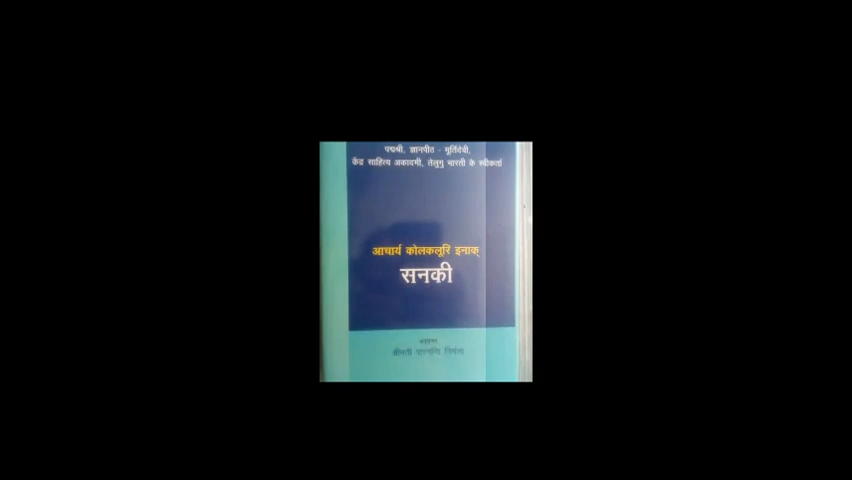 पद्मश्री, ज्ञानपीठ - मूर्तिदेवी,
केंद्र साहित्य अकादमी, तेलुगु भारती के स्वीकर्ता
आचार्य कोलकलूरि इनाक्
सनकी
श्रीमती निर्मला